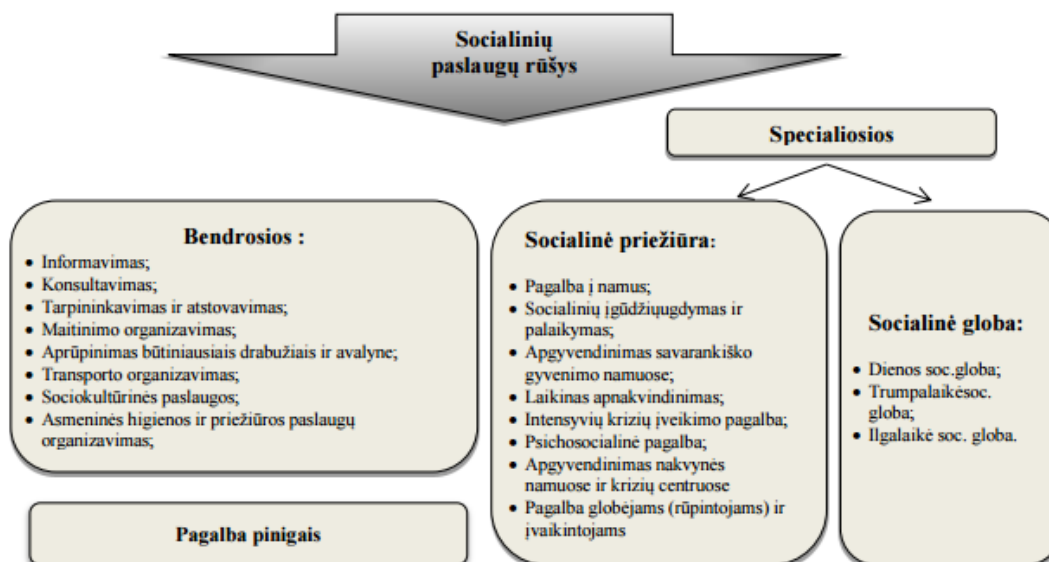 Socialinių
paslaugų rūšys
Specialiosios
Bendrosios :
• Informavimas;
• Konsultavimas;
• Tarpininkavimas ir atstovavimas;
• Maitinimo organizavimas;
• Aprūpinimas būtiniausiais drabužiais ir avalyne;
• Transporto organizavimas;
• Sociokultūrinės paslaugos;
• Asmeninės higienos ir priežiūros paslaugų
organizavimas;
Pagalba pinigais
Socialinė priežiūra:
• Pagalba į namus;
• Socialinių įgūdžiųugdymas ir
palaikymas;
• Apgyvendinimas savarankiško
gyvenimo namuose;
• Laikinas apnakvindinimas;
• Intensyvių krizių įveikimo pagalba;
• Psichosocialinė pagalba;
• Apgyvendinimas nakvynės
namuose ir krizių centruose
• Pagalba globėjams (rūpintojams) ir
įvaikintojams
Socialinė globa:
• Dienos soc.globa;
• Trumpalaikėsoc.
globa;
• Ilgalaikė soc. globa.